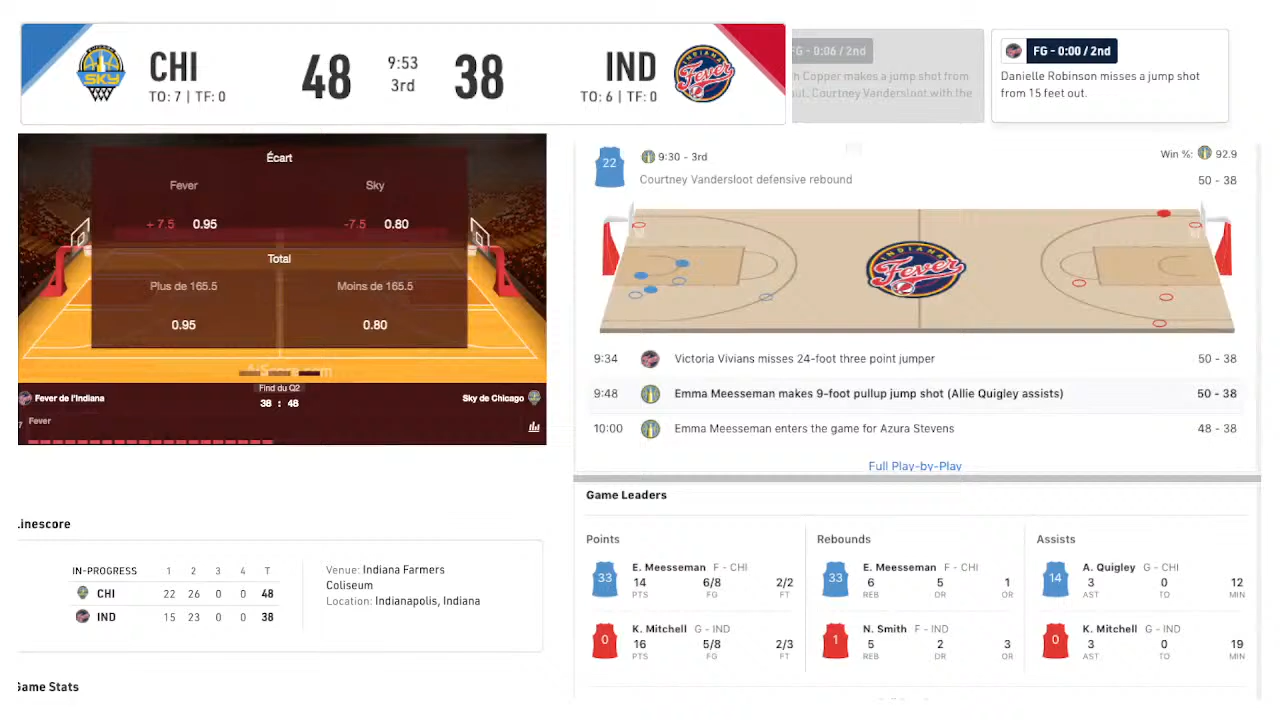 CHI
TO: 7 | TF: 0
48
9:53
3rd
38
IND
TO: 6 | TF: 0
FG - 0:06 / 2nd
Copper makes a jump shot from
out. Courtney Vandersloot with the
FG - 0:00 / 2nd
Danielle Robinson misses a jump shot
from 15 feet out.
Écart
Fever
Sky
+ 7.5 0.95
-7.5 0.80
Total
Plus de 165.5
Moins de 165.5
0.95
0.80
Find du Q2
Fever de l'Indiana
38 : 48
Sky de Chicago
7
Fever
22
9:30 - 3rd
Win %: 92.9
Courtney Vandersloot defensive rebound
50 - 38
INDIANA
Fever
9:34 Victoria Vivians misses 24-foot three point jumper 50 - 38
9:48 Emma Meesseman makes 9-foot pullup jump shot (Allie Quigley assists) 50 - 38
10:00 Emma Meesseman enters the game for Azura Stevens 48 - 38
Full Play-by-Play
Linescore
IN-PROGRESS 1 2 3 4 T
CHI 22 26 0 0 48
IND 15 23 0 0 38
Venue: Indiana Farmers
Coliseum
Location: Indianapolis, Indiana
Game Stats
Game Leaders
Points
33
E. Meesseman F - CHI
14 6/8 2/2
PTS FG FT
0
K. Mitchell G - IND
16 5/8 2/3
PTS FG FT
Rebounds
33
E. Meesseman F - CHI
6 5 1
REB DR OR
1
N. Smith F - IND
5 2 3
REB DR OR
Assists
14
A. Quigley G - CHI
3 0 12
AST TO MIN
0
K. Mitchell G - IND
3 0 19
AST TO MIN